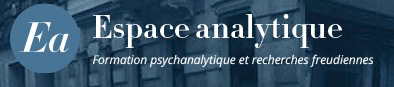 Ea
Espace analytique
Formation psychanalytique et recherches freudiennes